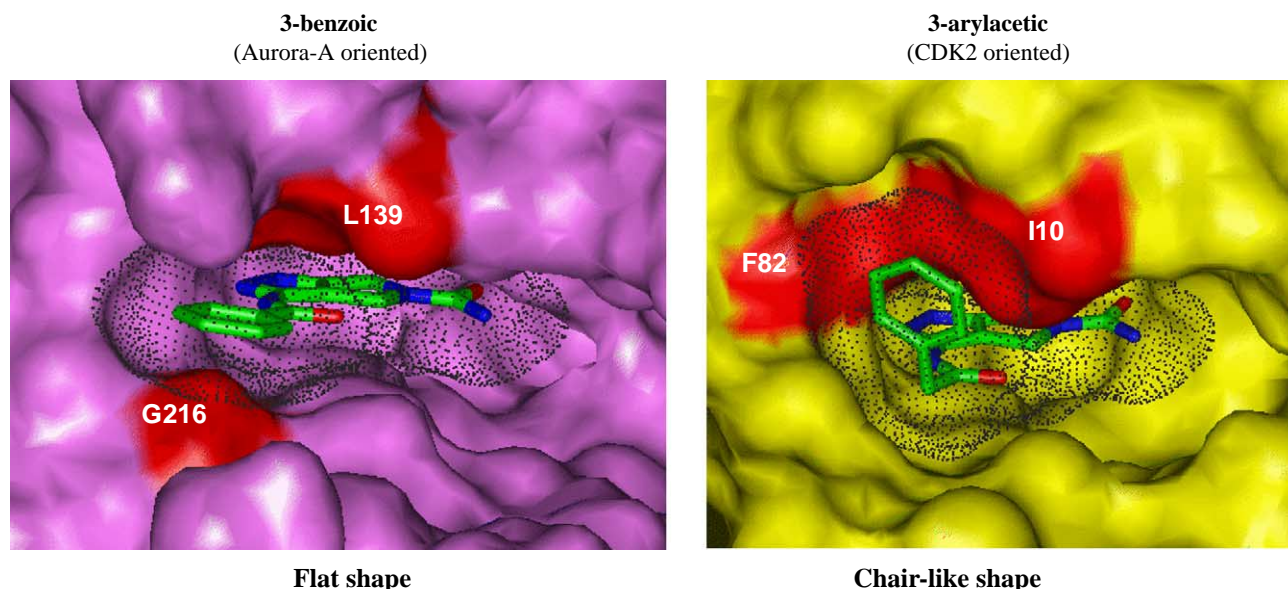 3-benzoic
(Aurora-A oriented)
3-arylacetic
(CDK2 oriented)
L139
G216
I10
F82
Flat shape
Chair-like shape